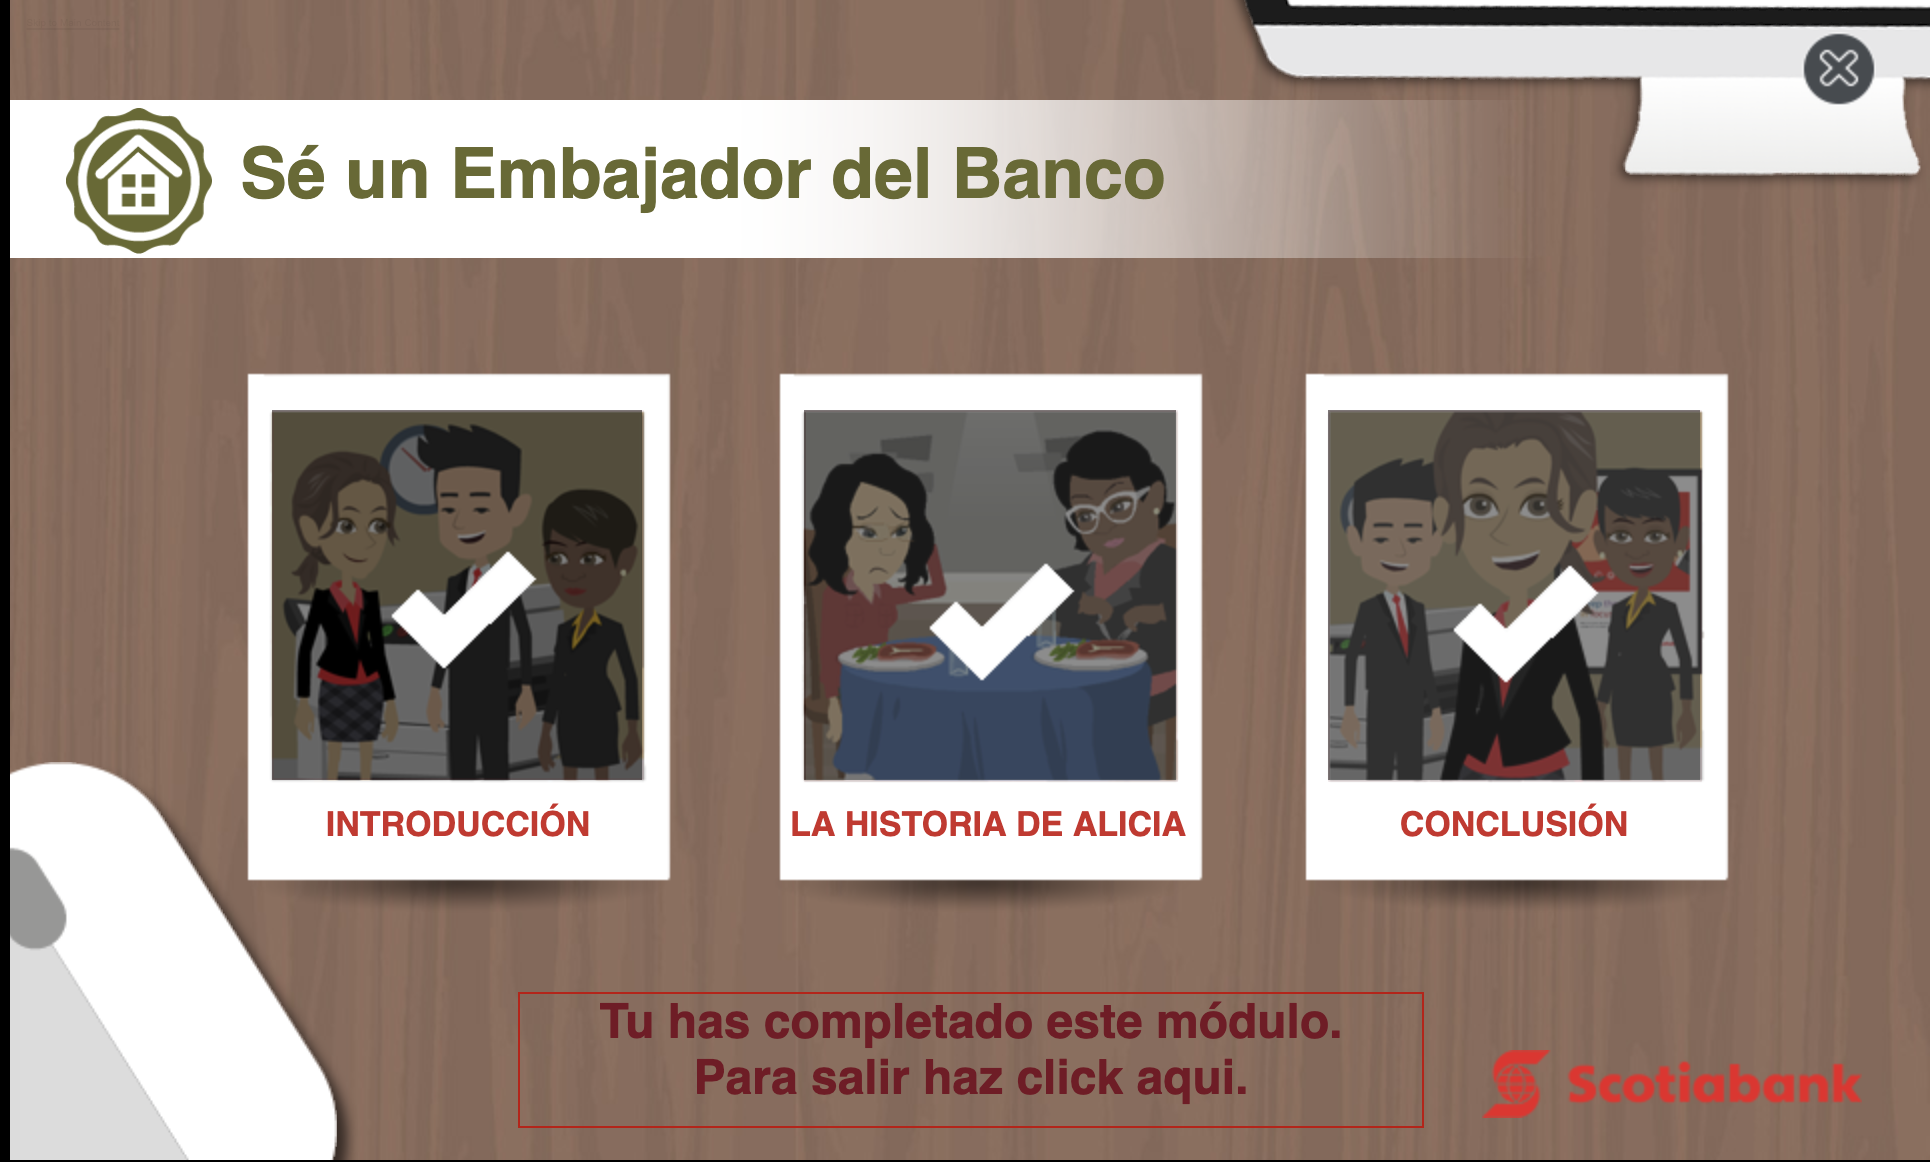 Sé un Embajador del Banco
INTRODUCCIÓN
LA HISTORIA DE ALICIA
CONCLUSIÓN
Tu has completado este módulo.
Para salir haz click aqui.
Scotiabank